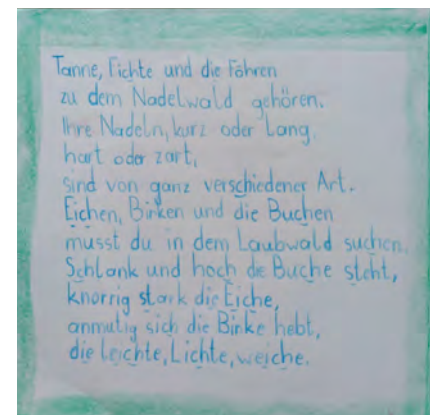 Tanne, Fichte und die Föhren
zu dem Nadelwald gehören.
Ihre Nadeln, kurz oder Lang,
hart oder zart,
sind von ganz verschiedener Art.
Eichen, Birken und die Buchen
musst du in dem Laubwald suchen.
Schlank und hoch die Buche steht,
knorrig stark die Eiche,
anmutig sich die Birke hebt,
die leichte, Lichte, weiche.